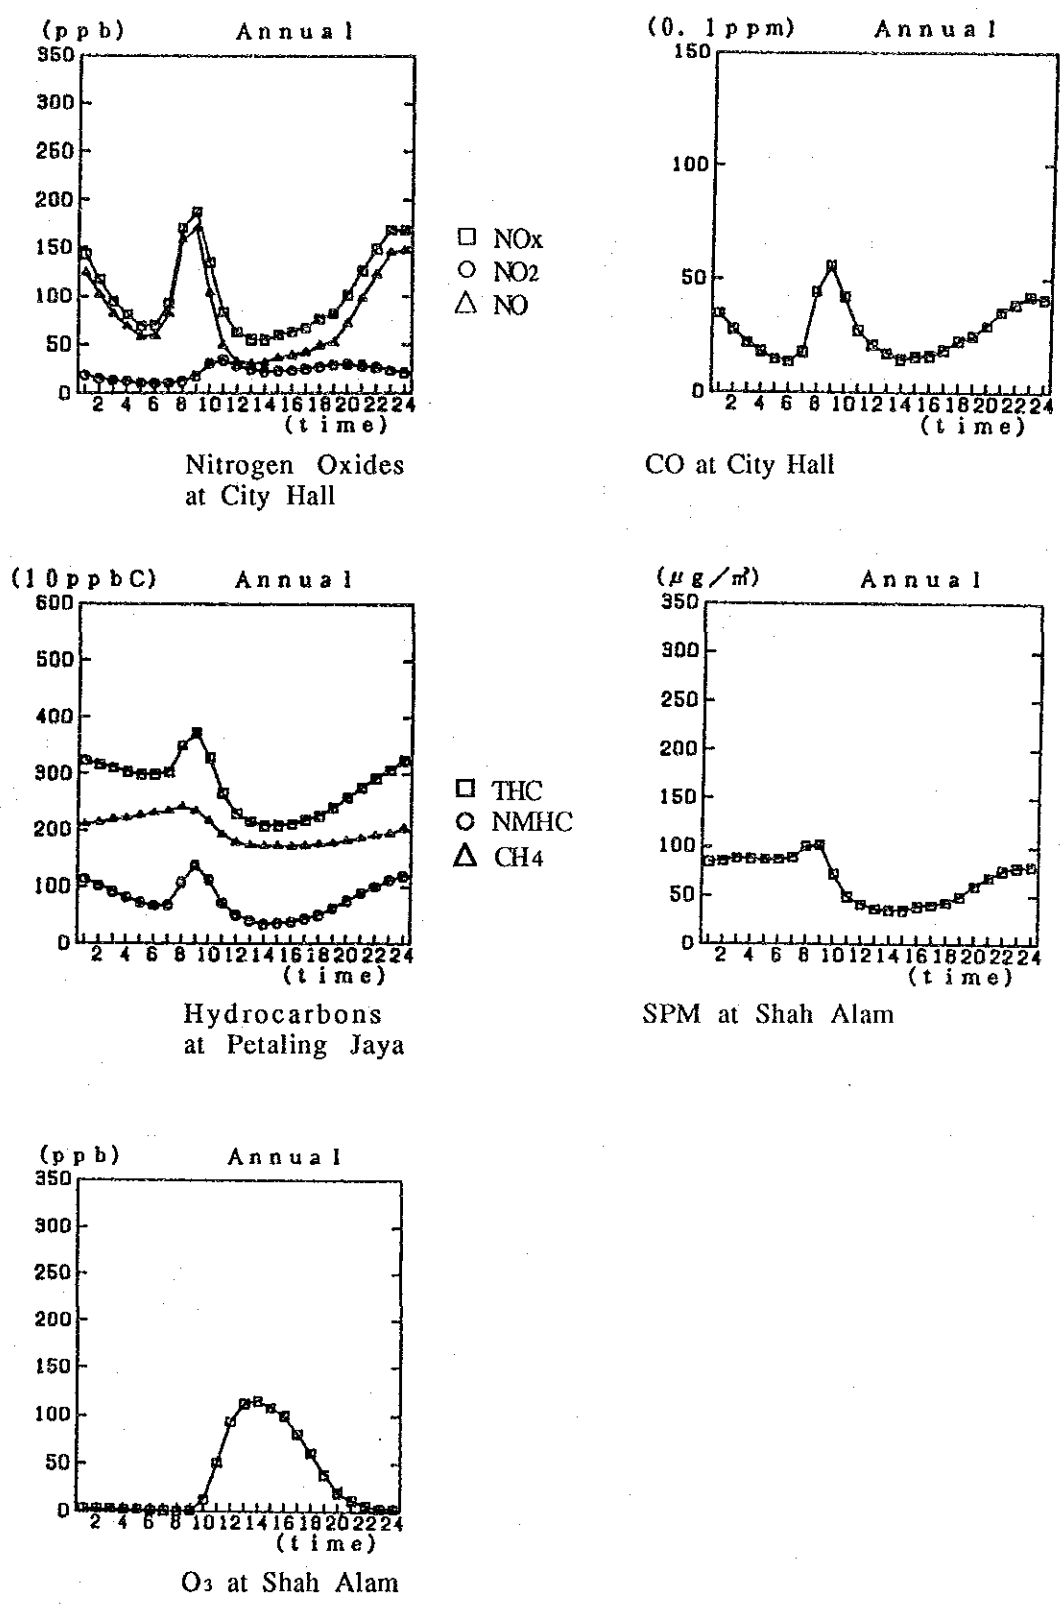 (ppb) Annual
350
300
250
200
150
100
50
0
2 4 6 8 10 12 14 16 18 20 22 24
(time)
□ NOx
○ NO2
△ NO
Nitrogen Oxides
at City Hall
(0.1ppm) Annual
150
100
50
0
2 4 6 8 10 12 14 16 18 20 22 24
(time)
CO at City Hall
(10ppbC) Annual
600
500
400
300
200
100
0
2 4 6 8 10 12 14 16 18 20 22 24
(time)
□ THC
○ NMHC
△ CH4
Hydrocarbons
at Petaling Jaya
(μg/㎥) Annual
350
300
250
200
150
100
50
0
2 4 6 8 10 12 14 16 18 20 22 24
(time)
SPM at Shah Alam
(ppb) Annual
350
300
250
200
150
100
50
0
2 4 6 8 10 12 14 16 18 20 22 24
(time)
O3 at Shah Alam